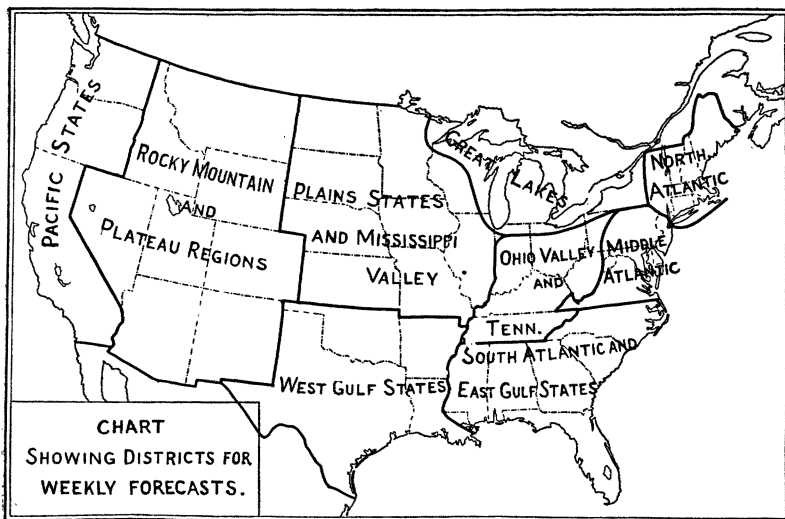 PACIFIC STATES
ROCKY MOUNTAIN
AND
PLATEAU REGIONS
PLAINS STATES
AND MISSISSIPPI
VALLEY
GREAT LAKES
NORTH
ATLANTIC
OHIO VALLEY
AND
TENN.
MIDDLE
ATLANTIC
SOUTH ATLANTIC AND
EAST GULF STATES
WEST GULF STATES
CHART
SHOWING DISTRICTS FOR
WEEKLY FORECASTS.